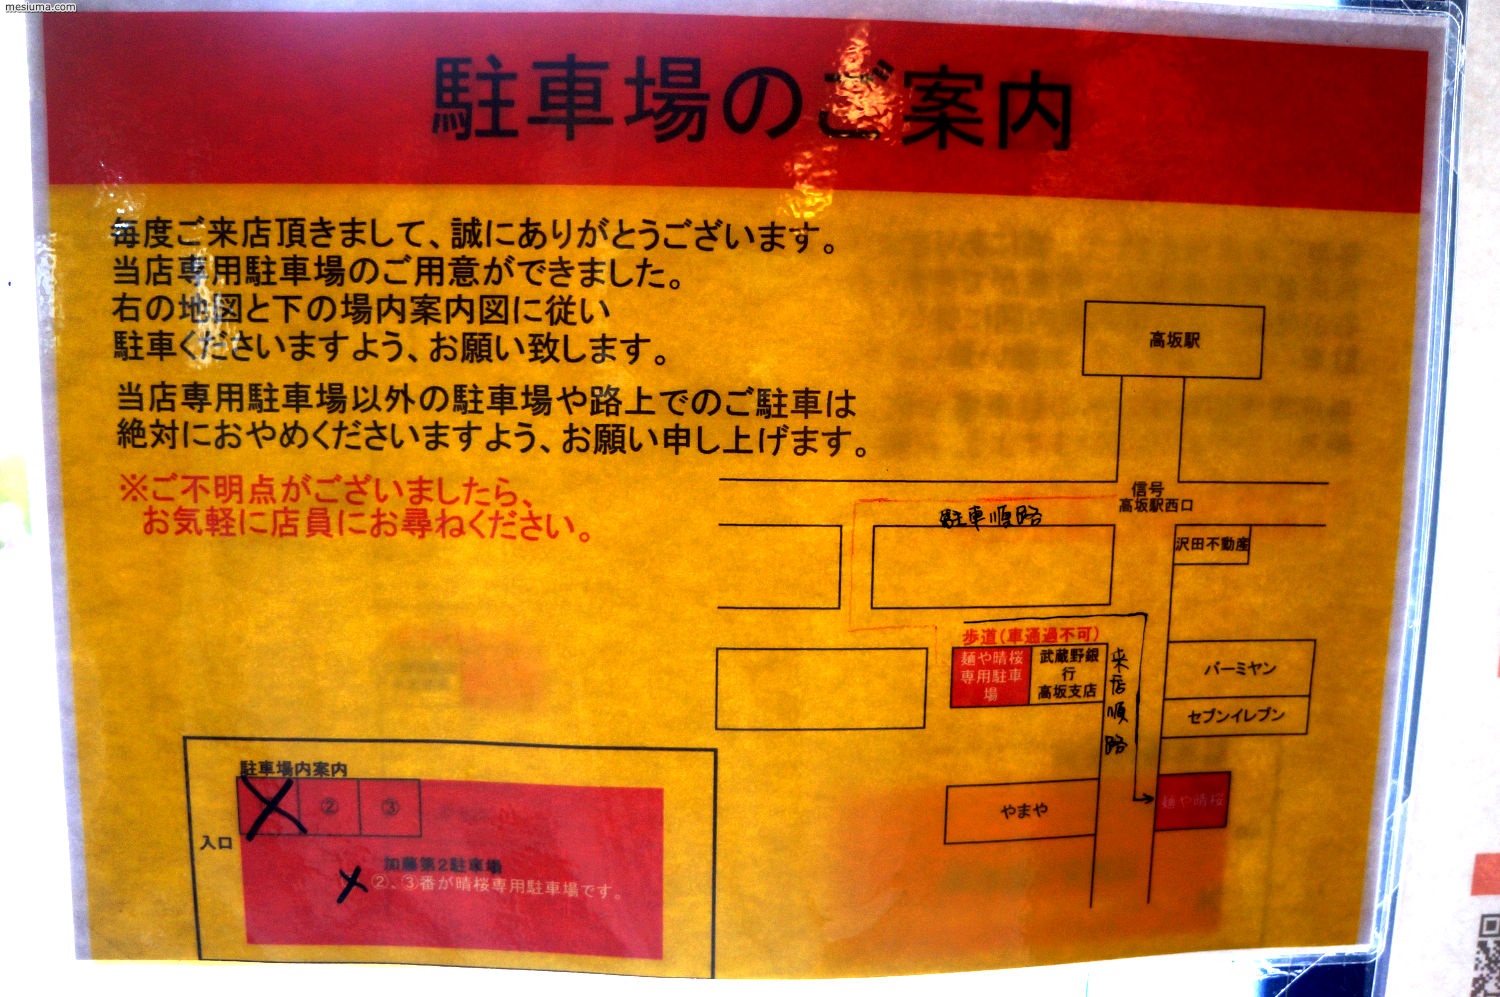 mesiuma.com
駐車場のご案内
毎度ご来店頂きまして、誠にありがとうございます。
当店専用駐車場のご用意ができました。
右の地図と下の場内案内図に従い
駐車くださいますよう、お願い致します。
当店専用駐車場以外の駐車場や路上でのご駐車は
絶対におやめくださいますよう、お願い申し上げます。
※ご不明点がございましたら、
お気軽に店員にお尋ねください。
高坂駅
信号
高坂駅西口
駐車順路
沢田不動産
歩道(車通過不可)
麺や晴桜
専用駐車
場
武蔵野銀
行
高坂支店
来店順路
バーミヤン
セブンイレブン
やまや
麺や晴桜
駐車場内案内
②
③
入口
加藤第2駐車場
②、③番が晴桜専用駐車場です。